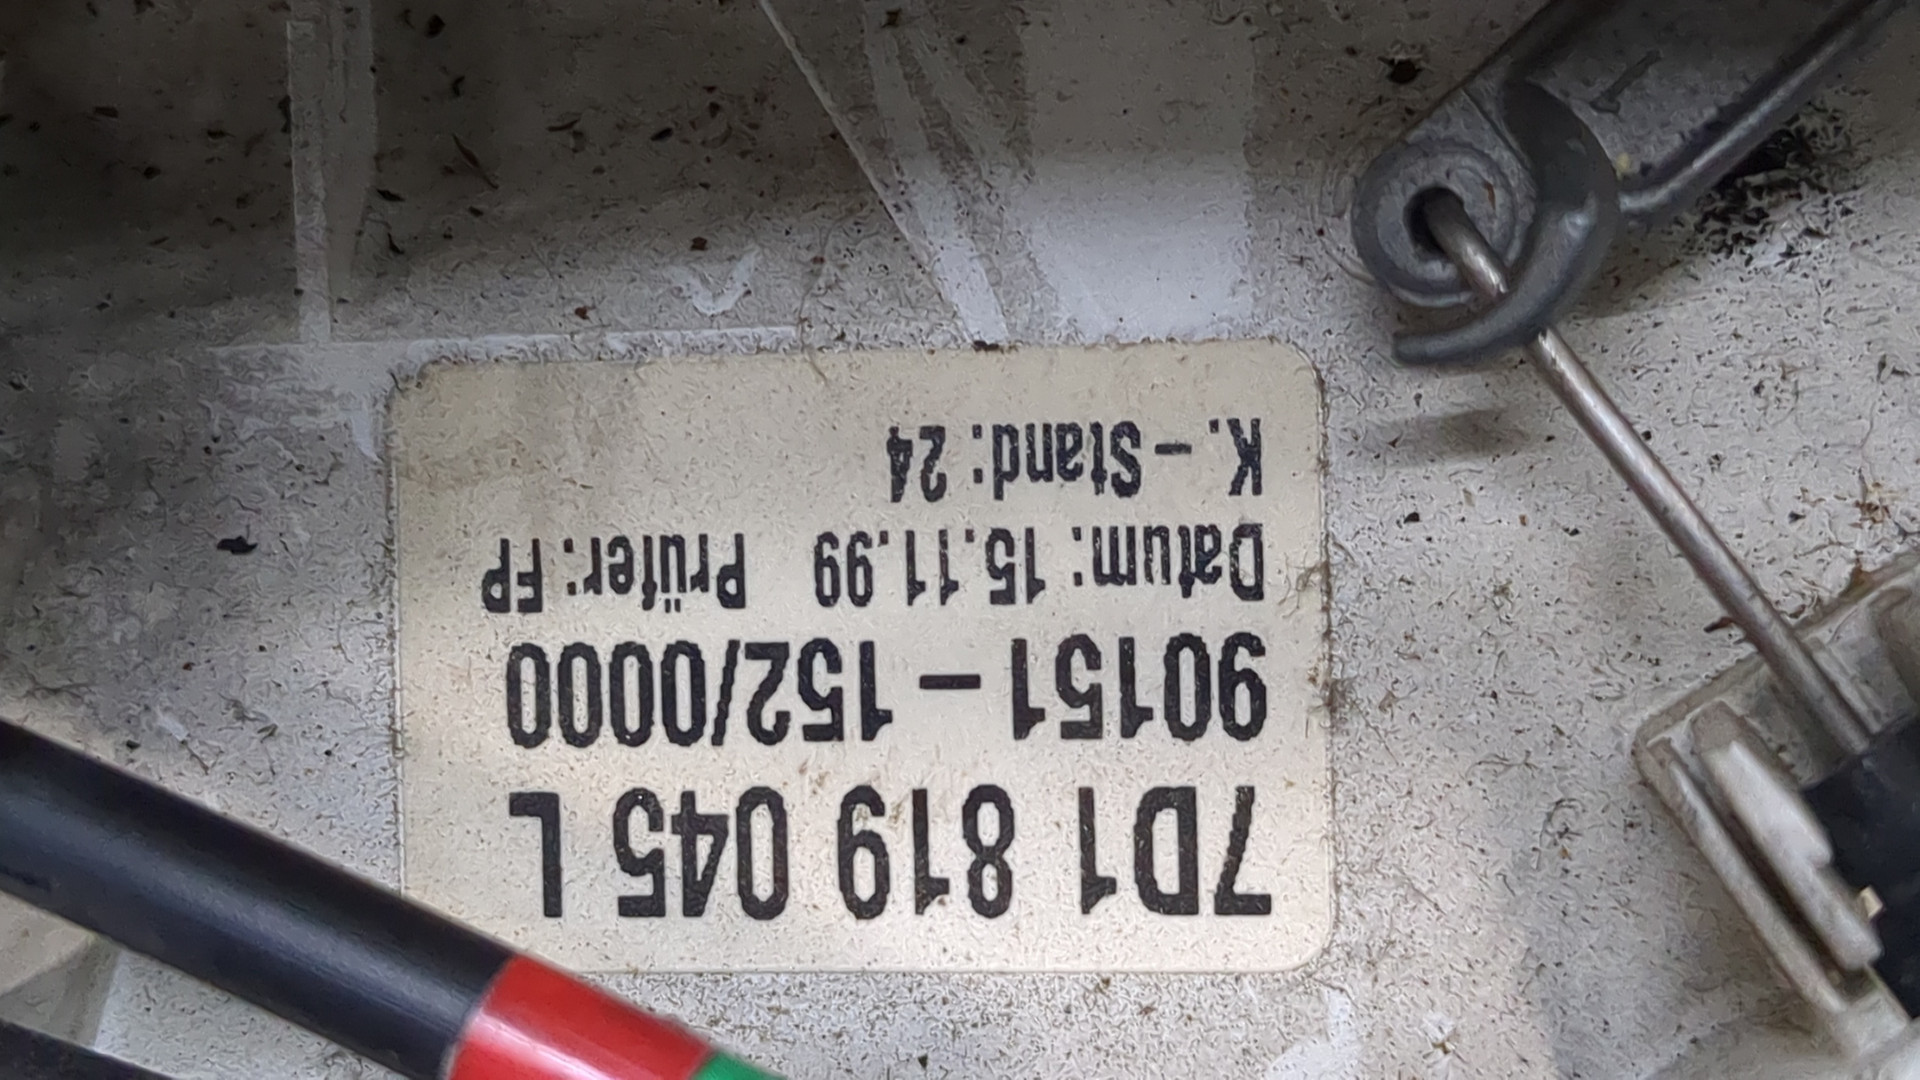 7D1 819 045 L
90151 – 152/0000
Datum: 15.11.99 Prüfer: FP
K. – Stand: 24